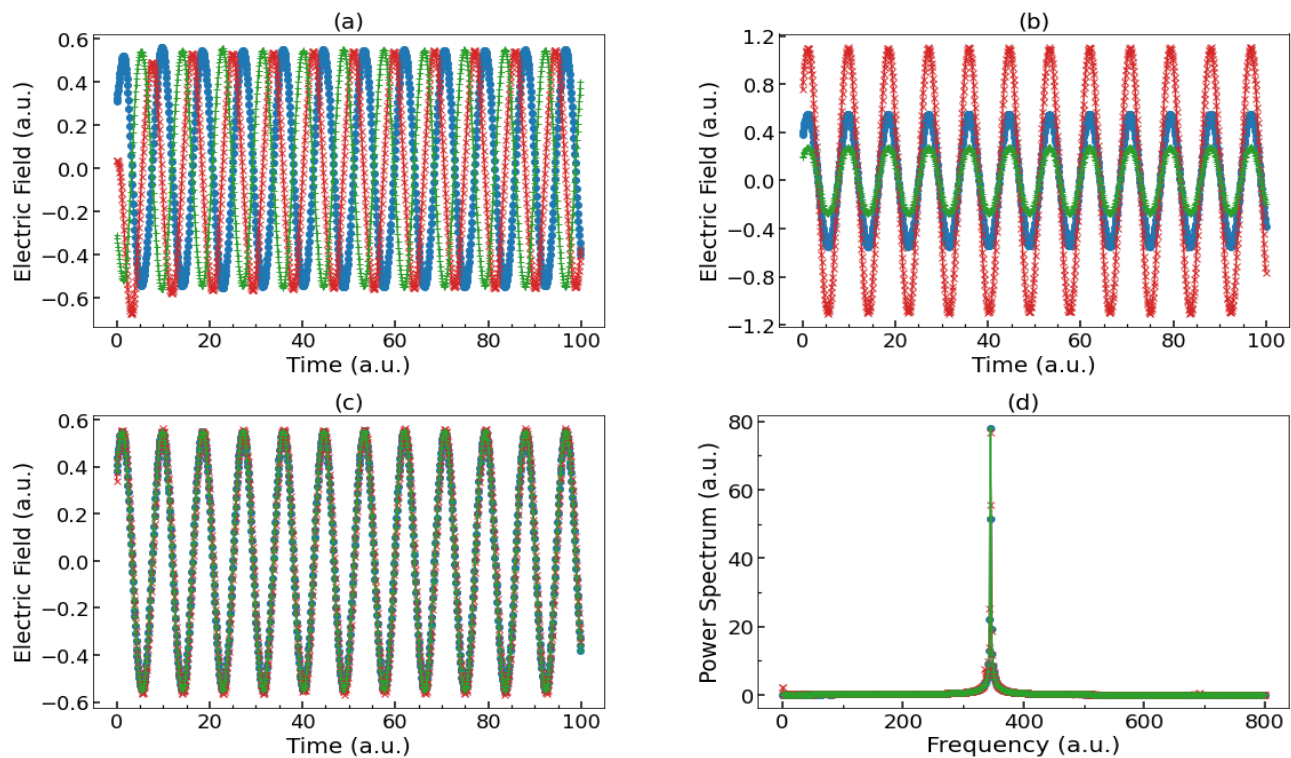 (a)
Electric Field (a.u.)
0.6
0.4
0.2
0.0
−0.2
−0.4
−0.6
0 20 40 60 80 100
Time (a.u.)
(b)
Electric Field (a.u.)
1.2
0.8
0.4
0.0
−0.4
−0.8
−1.2
0 20 40 60 80 100
Time (a.u.)
(c)
Electric Field (a.u.)
0.6
0.4
0.2
0.0
−0.2
−0.4
−0.6
0 20 40 60 80 100
Time (a.u.)
(d)
Power Spectrum (a.u.)
80
60
40
20
0
0 200 400 600 800
Frequency (a.u.)